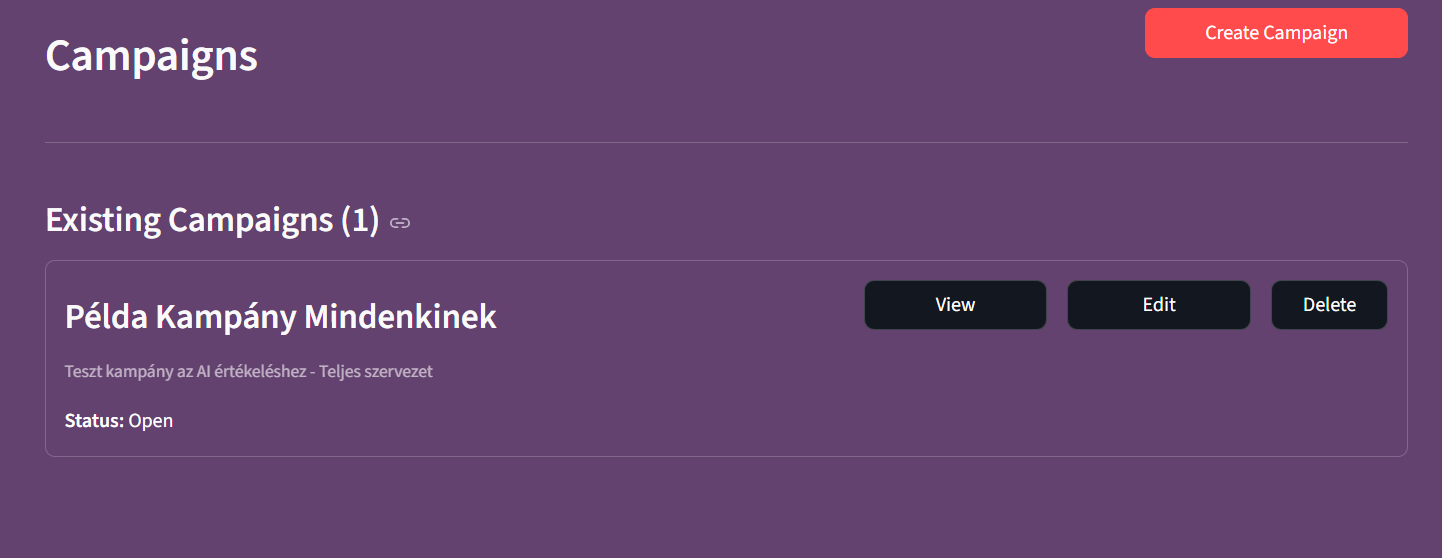 Campaigns
Create Campaign
Existing Campaigns (1)
Példa Kampány Mindenkinek
View
Edit
Delete
Teszt kampány az AI értékeléshez - Teljes szervezet
Status: Open